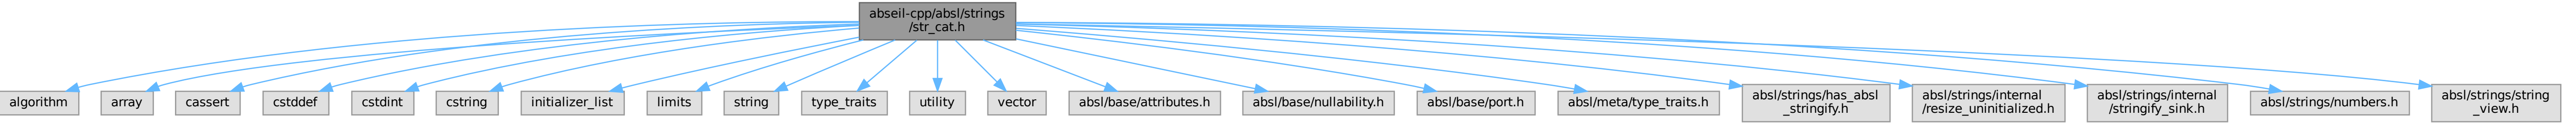 abseil-cpp/absl/strings
/str_cat.h
algorithm
array
cassert
cstddef
cstdint
cstring
initializer_list
limits
string
type_traits
utility
vector
absl/base/attributes.h
absl/base/nullability.h
absl/base/port.h
absl/meta/type_traits.h
absl/strings/has_absl
_stringify.h
absl/strings/internal
/resize_uninitialized.h
absl/strings/internal
/stringify_sink.h
absl/strings/numbers.h
absl/strings/string
_view.h